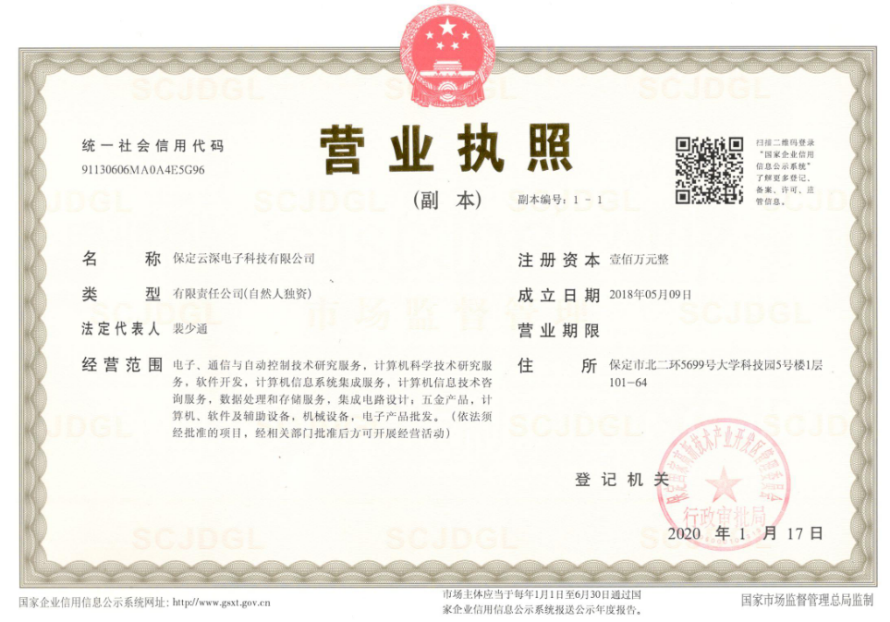 统一社会信用代码
91130606MA0A4E5G96
营业执照
(副 本)
副本编号：1 - 1
扫描二维码登录
“国家企业信用
信息公示系统”
了解更多登记、
备案、许可、监
管信息。
名 称 保定云深电子科技有限公司
类 型 有限责任公司(自然人独资)
法定代表人 裴少通
经营范围 电子、通信与自动控制技术研究服务，计算机科学技术研究服
务，软件开发，计算机信息系统集成服务，计算机信息技术咨
询服务，数据处理和存储服务，集成电路设计；五金产品，计
算机、软件及辅助设备，机械设备，电子产品批发。（依法须
经批准的项目，经相关部门批准后方可开展经营活动）
注册资本 壹佰万元整
成立日期 2018年05月09日
营业期限
住 所 保定市北二环5699号大学科技园5号楼1层
101-64
登记机关
行政审批局
2020 年 1 月 17 日
国家企业信用信息公示系统网址：http://www.gsxt.gov.cn
市场主体应当于每年1月1日至6月30日通过国
家企业信用信息公示系统报送公示年度报告。
国家市场监督管理总局监制
SCJDGL
市场监督管理